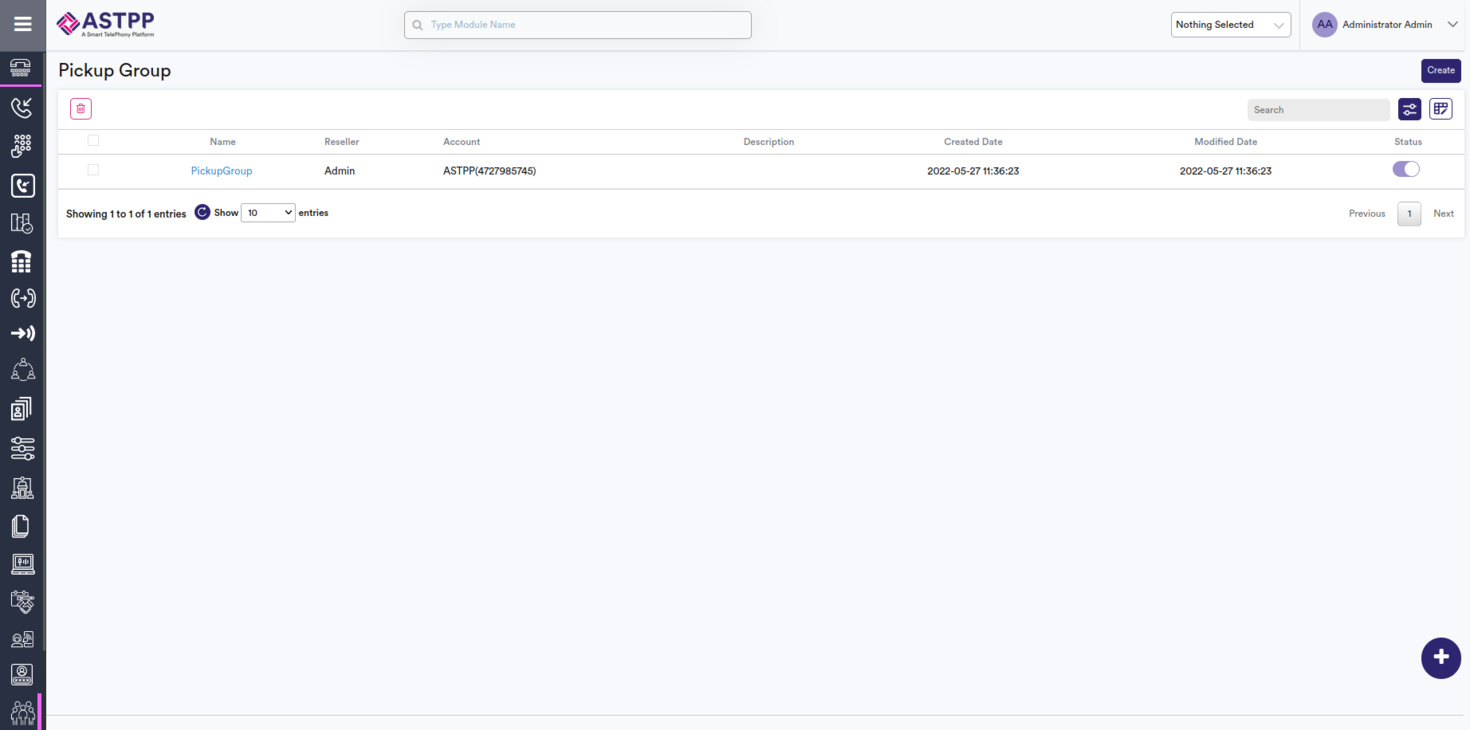 ASTPP
A Smart TelePhony Platform
Type Module Name
Nothing Selected
AA
Administrator Admin
Pickup Group
Create
Search
Name Reseller Account Description Created Date Modified Date Status
PickupGroup Admin ASTPP(4727985745) 2022-05-27 11:36:23 2022-05-27 11:36:23
Showing 1 to 1 of 1 entries Show 10 entries
Previous 1 Next